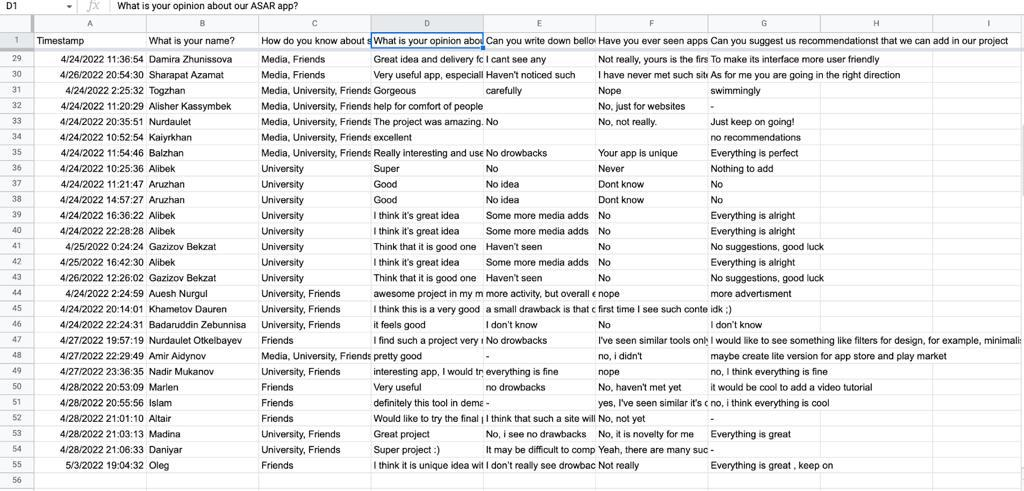 D1 fx What is your opinion about our ASAR app?
A B C D E F G H I
1 Timestamp What is your name? How do you know about s What is your opinion abou Can you write down bellov Have you ever seen apps Can you suggest us recommendationst that we can add in our project
29 4/24/2022 11:36:54 Damira Zhunissova Media, Friends Great idea and delivery fo I cant see any Not really, yours is the firs To make its interface more user friendly
30 4/26/2022 20:54:30 Sharapat Azamat Media, Friends Very useful app, especiall Haven't noticed such I have never met such site As for me you are going in the right direction
31 4/24/2022 2:25:32 Togzhan Media, University, Friends Gorgeous carefully Nope swimmingly
32 4/24/2022 11:20:29 Alisher Kassymbek Media, University, Friends help for comfort of people No, just for websites -
33 4/24/2022 20:35:51 Nurdaulet Media, University, Friends The project was amazing. No No, not really. Just keep on going!
34 4/24/2022 10:52:54 Kaiyrkhan Media, University, Friends excellent no recommendations
35 4/24/2022 11:54:46 Balzhan Media, University, Friends Really interesting and use No drowbacks Your app is unique Everything is perfect
36 4/24/2022 10:25:36 Alibek University Super No Never Nothing to add
37 4/24/2022 11:21:47 Aruzhan University Good No idea Dont know No
38 4/24/2022 14:57:27 Aruzhan University Good No idea Dont know No
39 4/24/2022 16:36:22 Alibek University I think it's great idea Some more media adds No Everything is alright
40 4/24/2022 22:28:28 Alibek University I think it's great idea Some more media adds No Everything is alright
41 4/25/2022 0:24:24 Gazizov Bekzat University Think that it is good one Haven't seen No No suggestions, good luck
42 4/25/2022 16:42:30 Alibek University I think it's great idea Some more media adds No Everything is alright
43 4/26/2022 12:26:02 Gazizov Bekzat University Think that it is good one Haven't seen No No suggestions, good luck
44 4/24/2022 2:24:59 Auesh Nurgul University, Friends awesome project in my m more activity, but overall e nope more advertisment
45 4/24/2022 20:14:01 Khametov Dauren University, Friends I think this is a very good a small drawback is that c first time I see such conte idk ;)
46 4/24/2022 22:24:31 Badaruddin Zebunnisa University, Friends it feels good I don't know No I don't know
47 4/27/2022 19:57:19 Nurdaulet Otkelbayev Friends I find such a project very No drowbacks I've seen similar tools only I would like to see something like filters for design, for example, minimalis
48 4/27/2022 22:29:49 Amir Aidynov Media, University, Friends pretty good - no, i didn't maybe create lite version for app store and play market
49 4/27/2022 23:36:35 Nadir Mukanov University, Friends interesting app, I would try everything is fine nope no, I think everything is fine
50 4/28/2022 20:53:09 Marlen Friends Very useful no drawbacks No, haven't met yet it would be cool to add a video tutorial
51 4/28/2022 20:55:56 Islam Friends definitely this tool in dema - yes, I've seen similar it's c no, i think everything is cool
52 4/28/2022 21:01:10 Altair Friends Would like to try the final I think that such a site will No, not yet -
53 4/28/2022 21:03:13 Madina University, Friends Great project No, i see no drawbacks No, it is novelty for me Everything is great
54 4/28/2022 21:06:33 Daniyar University, Friends Super project :) It may be difficult to comp Yeah, there are many suc -
55 5/3/2022 19:04:32 Oleg Friends I think it is unique idea wit I don't really see drowbac Not really Everything is great , keep on
56